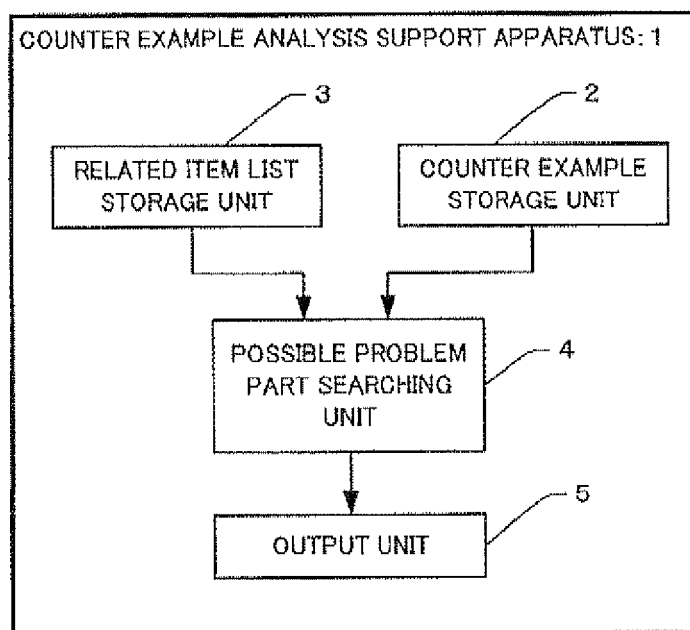 COUNTER EXAMPLE ANALYSIS SUPPORT APPARATUS: 1
3
2
RELATED ITEM LIST
STORAGE UNIT
COUNTER EXAMPLE
STORAGE UNIT
POSSIBLE PROBLEM
PART SEARCHING
UNIT
4
5
OUTPUT UNIT